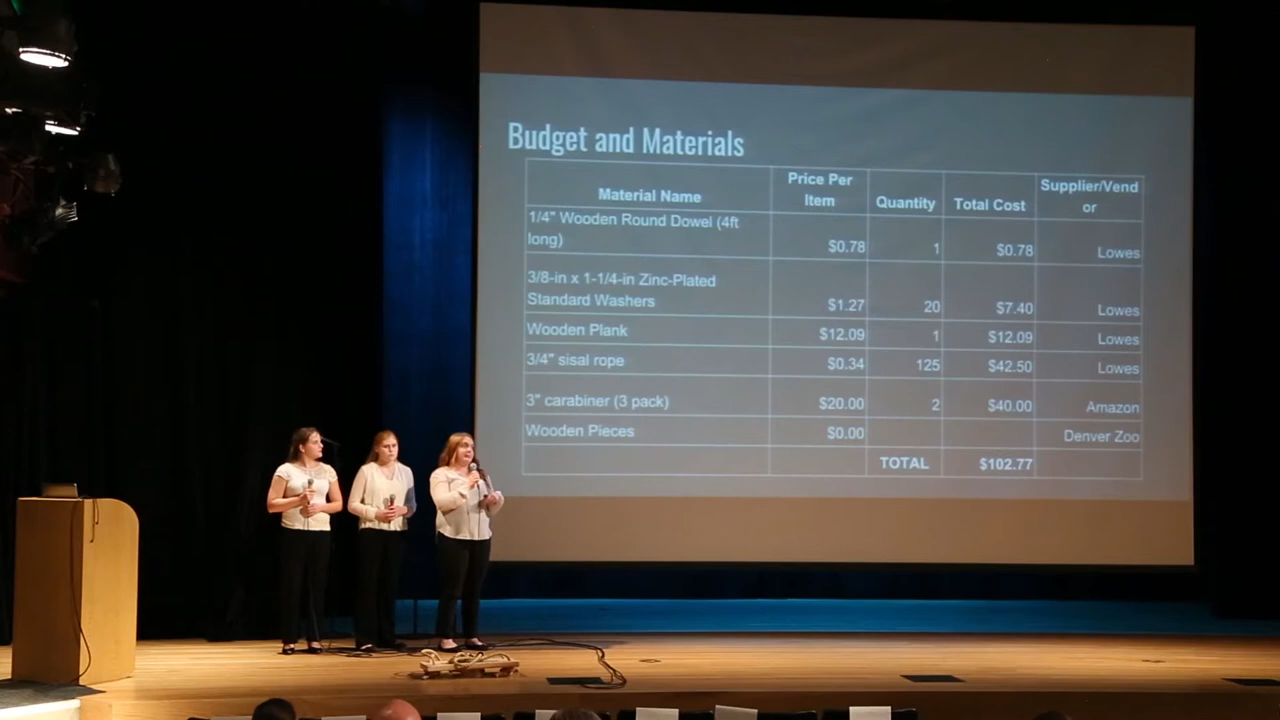 Budget and Materials
Material Name Price Per Item Quantity Total Cost Supplier/Vendor
1/4" Wooden Round Dowel (4ft long) $0.78 1 $0.78 Lowes
3/8-in x 1-1/4-in Zinc-Plated Standard Washers $1.27 20 $7.40 Lowes
Wooden Plank $12.09 1 $12.09 Lowes
3/4" sisal rope $0.34 125 $42.50 Lowes
3" carabiner (3 pack) $20.00 2 $40.00 Amazon
Wooden Pieces $0.00 Denver Zoo
TOTAL $102.77